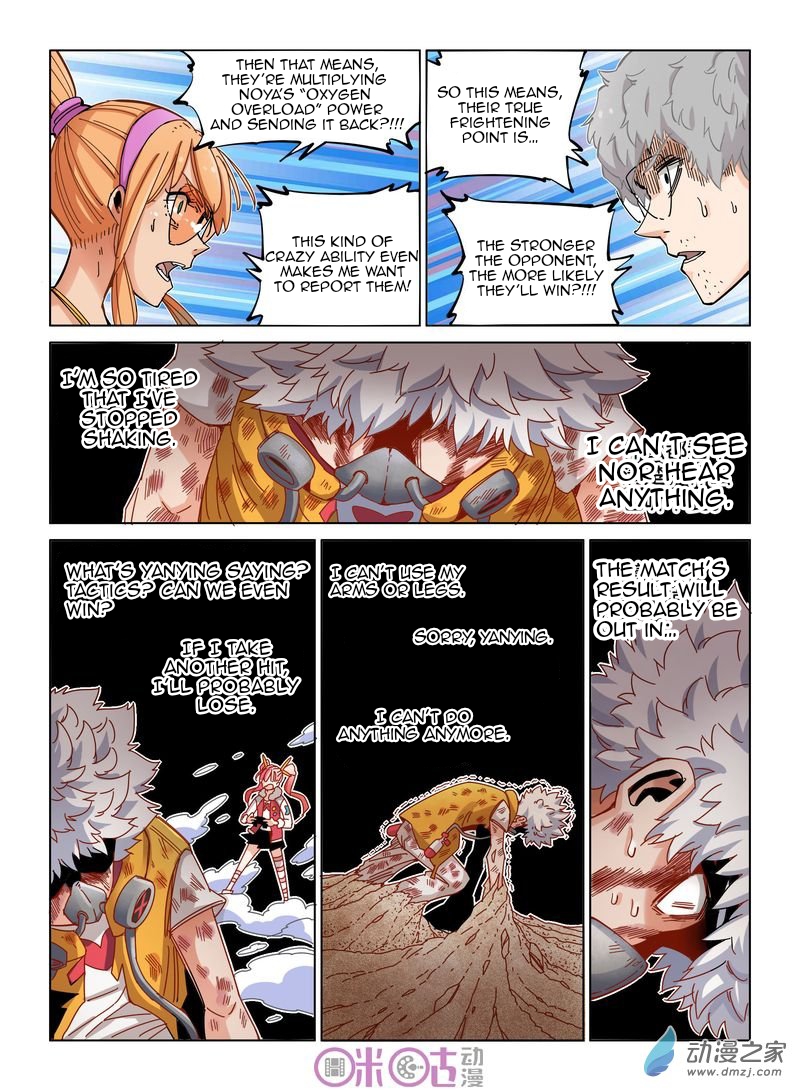 THEN THAT MEANS,
THEY'RE MULTIPLYING
NOYA'S "OXYGEN
OVERLOAD" POWER
AND SENDING IT BACK?!!!
THIS KIND OF
CRAZY ABILITY EVEN
MAKES ME WANT
TO REPORT THEM!
SO THIS MEANS,
THEIR TRUE
FRIGHTENING
POINT IS...
THE STRONGER
THE OPPONENT,
THE MORE LIKELY
THEY'LL WIN?!!!
I'M SO TIRED
THAT I'VE
STOPPED
SHAKING.
I CAN'T SEE
NOR HEAR
ANYTHING.
WHAT'S YANYING SAYING?
TACTICS? CAN WE EVEN
WIN?
IF I TAKE
ANOTHER HIT,
I'LL PROBABLY
LOSE.
I CAN'T USE MY
ARMS OR LEGS.
SORRY, YANYING.
I CAN'T DO
ANYTHING ANYMORE.
THE MATCH'S
RESULT WILL
PROBABLY BE
OUT IN...
咪咕动漫
动漫之家
www.dmzj.com